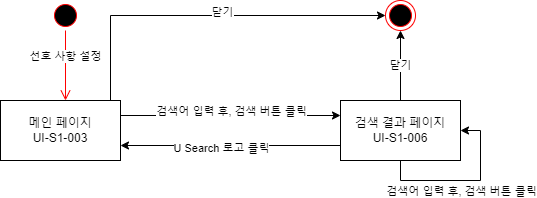 닫기
선호 사항 설정
닫기
메인 페이지
UI-S1-003
검색어 입력 후, 검색 버튼 클릭
검색 결과 페이지
UI-S1-006
U Search 로고 클릭
검색어 입력 후, 검색 버튼 클릭